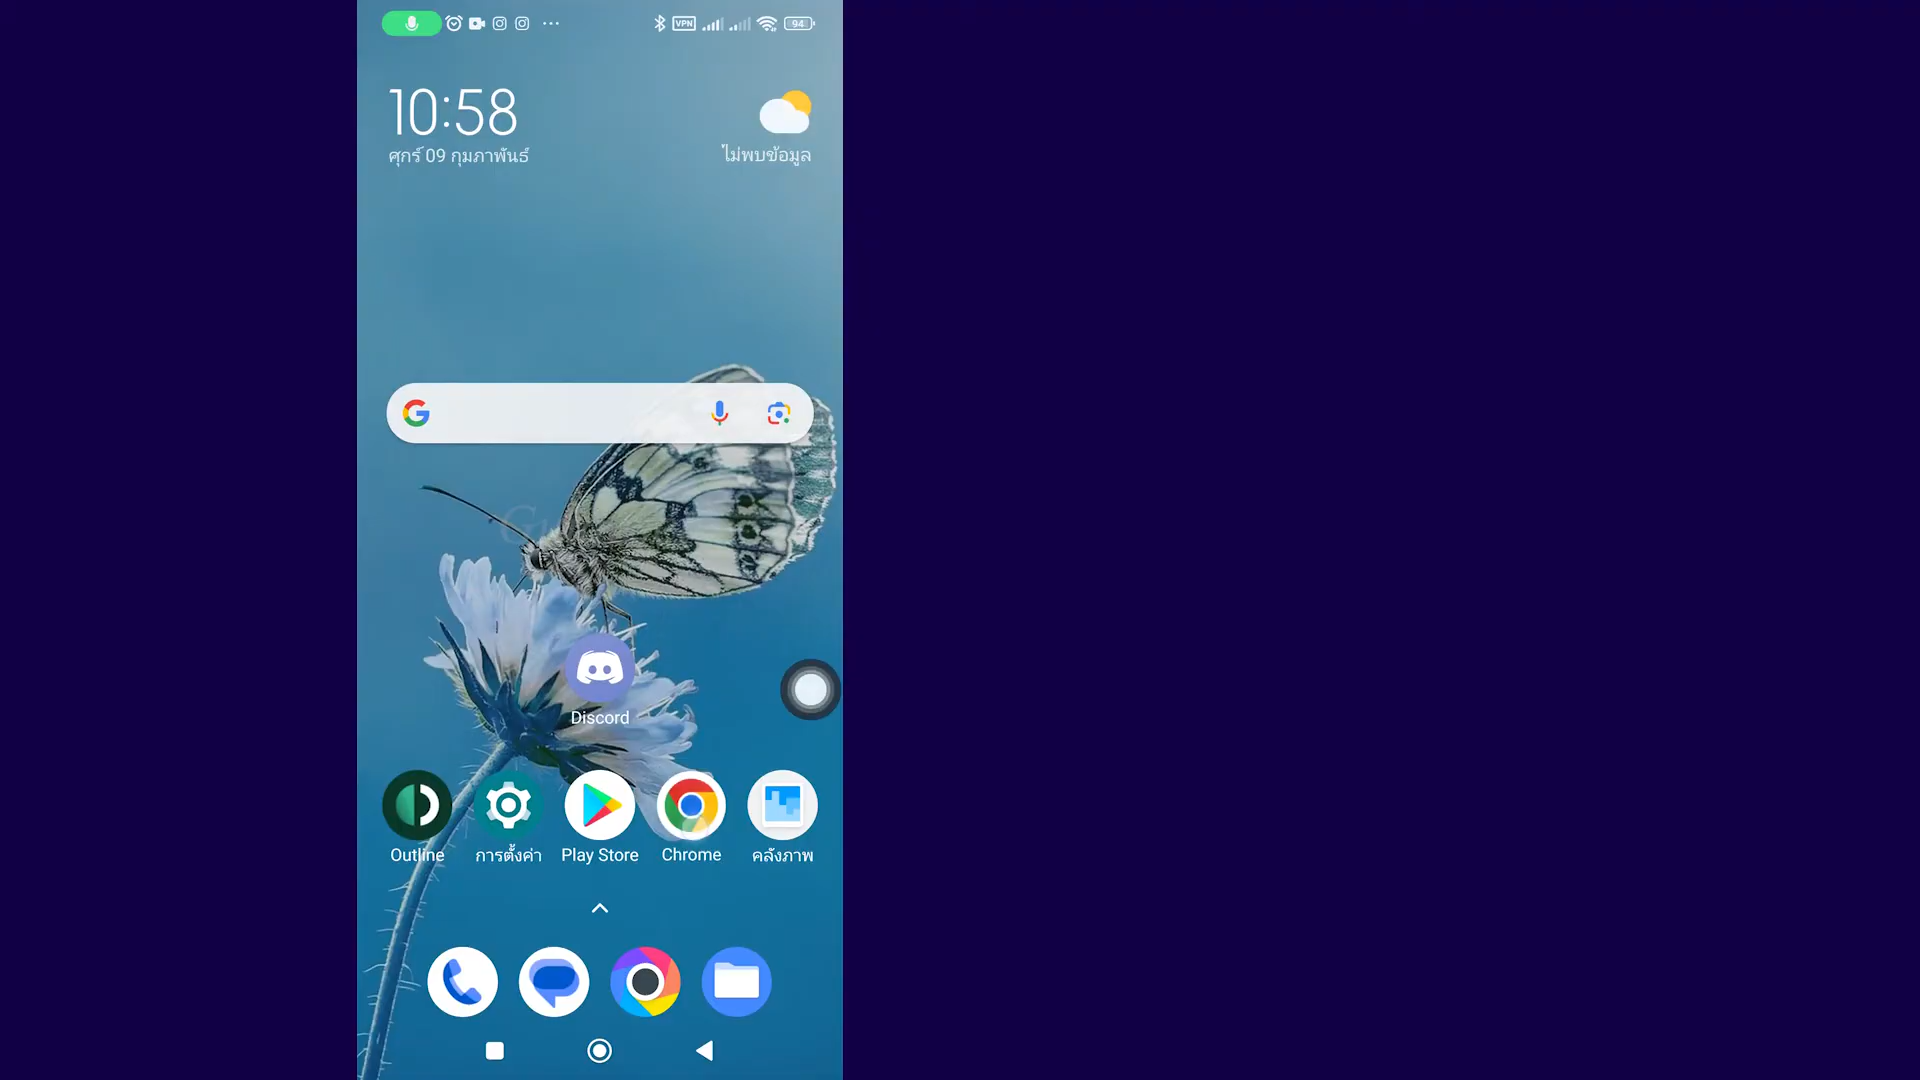 VPN
94
10:58
ศุกร์ 09 กุมภาพันธ์
ไม่พบข้อมูล
Discord
Outline
การตั้งค่า
Play Store
Chrome
คลังภาพ